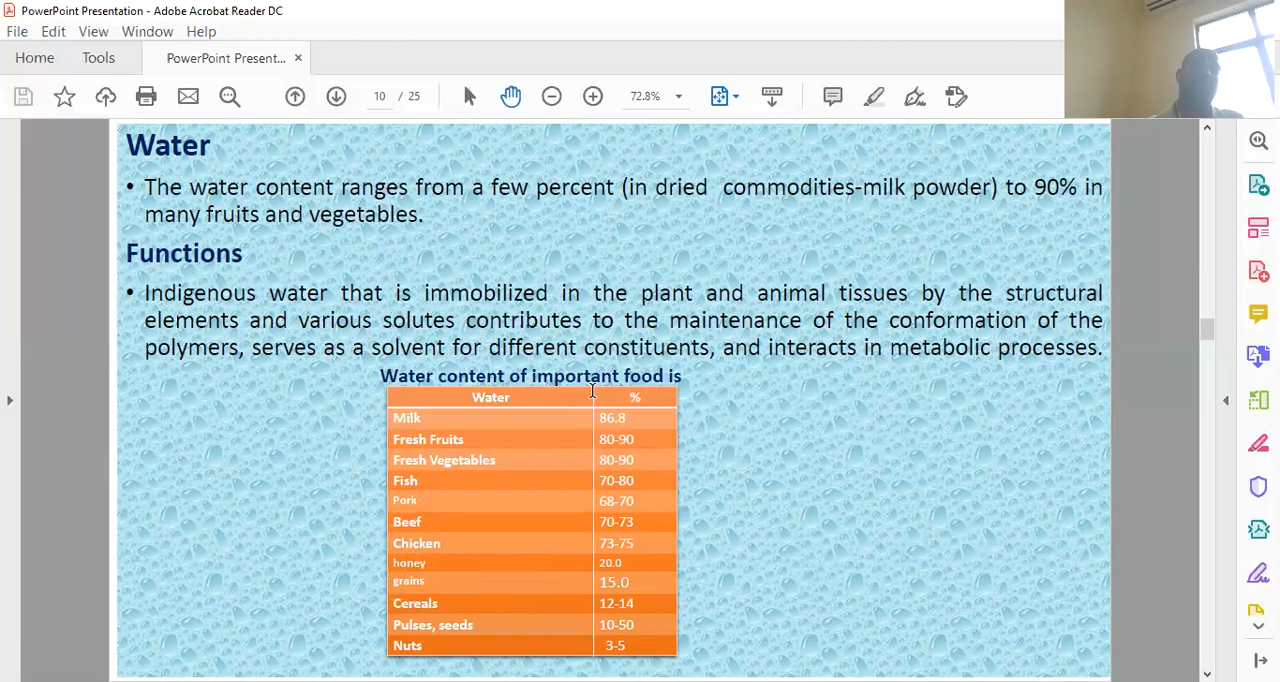 PowerPoint Presentation - Adobe Acrobat Reader DC
File Edit View Window Help
Home Tools PowerPoint Present... ×
10 / 25 72.8%
Water
• The water content ranges from a few percent (in dried commodities-milk powder) to 90% in
many fruits and vegetables.
Functions
• Indigenous water that is immobilized in the plant and animal tissues by the structural
elements and various solutes contributes to the maintenance of the conformation of the
polymers, serves as a solvent for different constituents, and interacts in metabolic processes.
Water content of important food is
Water %
Milk 86.8
Fresh Fruits 80-90
Fresh Vegetables 80-90
Fish 70-80
Pork 68-70
Beef 70-73
Chicken 73-75
honey 20.0
grains 15.0
Cereals 12-14
Pulses, seeds 10-50
Nuts 3-5